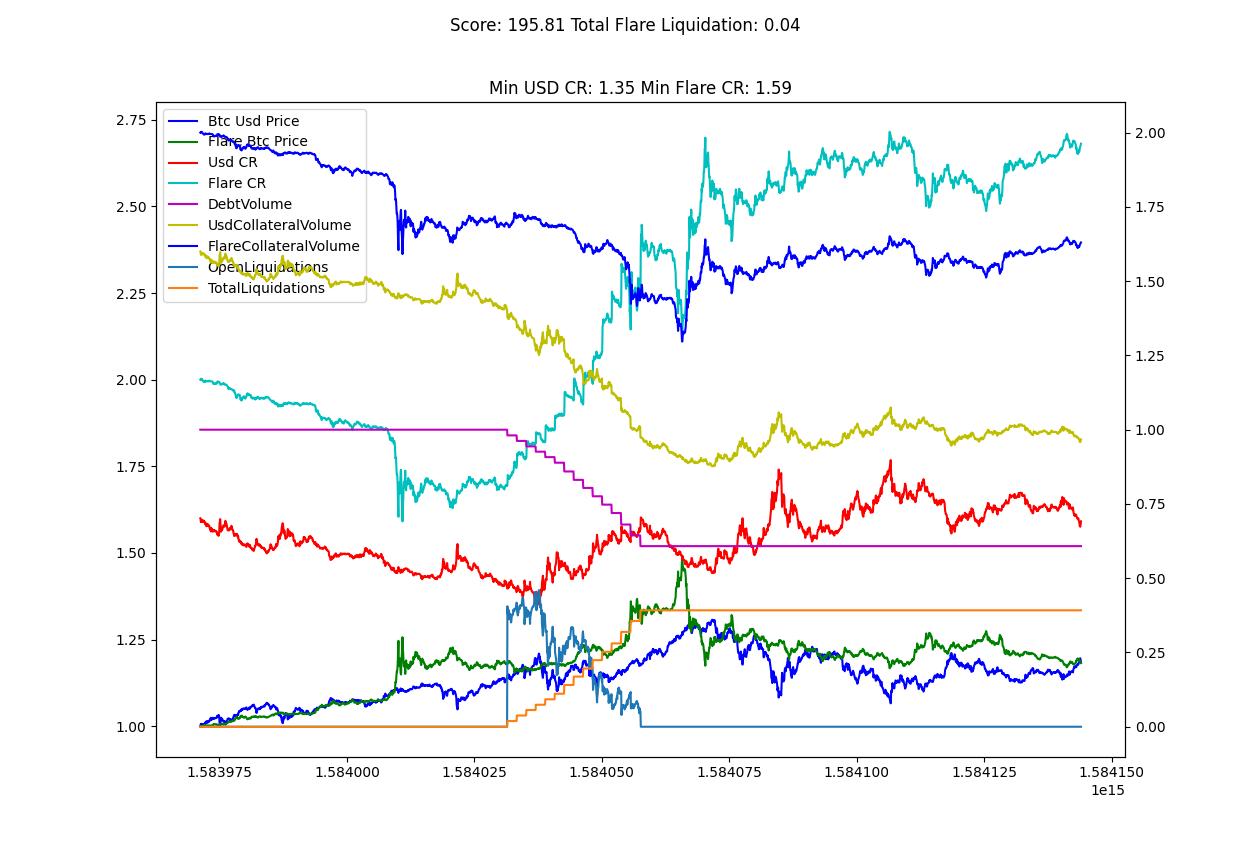 Score: 195.81 Total Flare Liquidation: 0.04
Min USD CR: 1.35 Min Flare CR: 1.59
Btc Usd Price
Flare Btc Price
Usd CR
Flare CR
DebtVolume
UsdCollateralVolume
FlareCollateralVolume
OpenLiquidations
TotalLiquidations
2.75
2.50
2.25
2.00
1.75
1.50
1.25
1.00
2.00
1.75
1.50
1.25
1.00
0.75
0.50
0.25
0.00
1.583975 1.584000 1.584025 1.584050 1.584075 1.584100 1.584125 1.584150
1e15